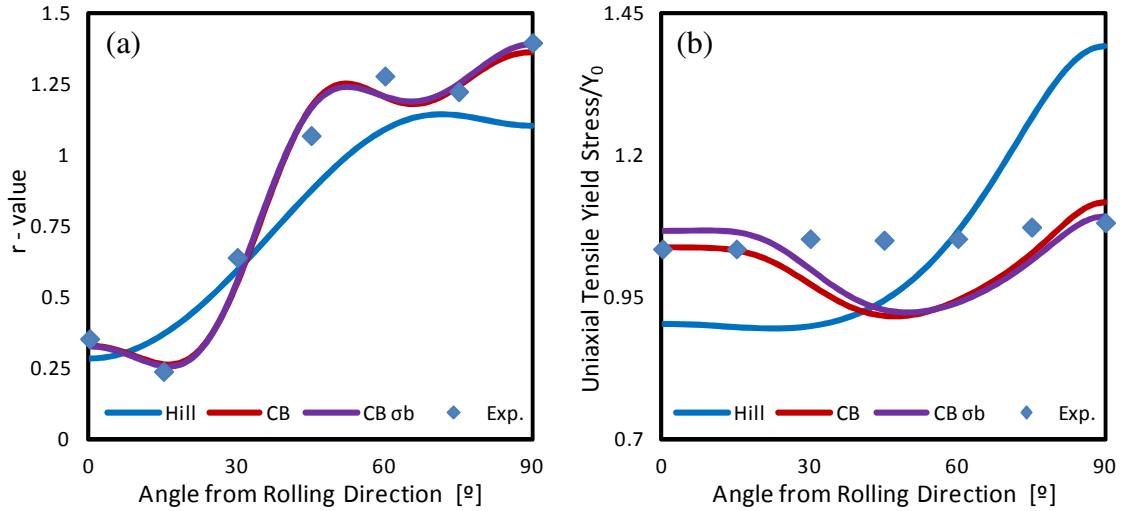 (a)
r - value
1.5
1.25
1
0.75
0.5
0.25
0
Hill CB CB σb Exp.
0 30 60 90
Angle from Rolling Direction [º]
(b)
Uniaxial Tensile Yield Stress/Y0
1.45
1.2
0.95
0.7
Hill CB CB σb Exp.
0 30 60 90
Angle from Rolling Direction [º]